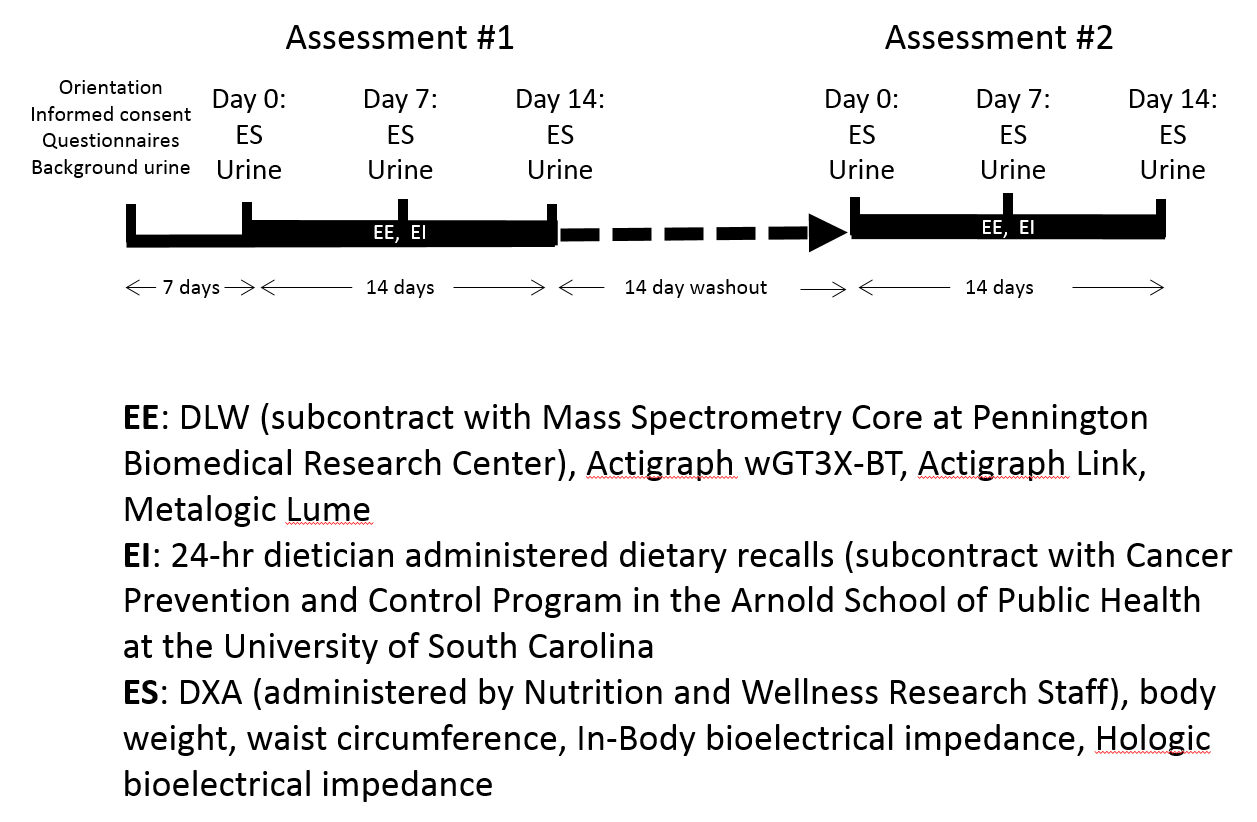 Assessment #1
Assessment #2
Orientation
Informed consent
Questionnaires
Background urine
Day 0:
ES
Urine
Day 7:
ES
Urine
Day 14:
ES
Urine
Day 0:
ES
Urine
Day 7:
ES
Urine
Day 14:
ES
Urine
EE, EI
EE, EI
7 days
14 days
14 day washout
14 days
EE: DLW (subcontract with Mass Spectrometry Core at Pennington
Biomedical Research Center), Actigraph wGT3X-BT, Actigraph Link,
Metalogic Lume
EI: 24-hr dietician administered dietary recalls (subcontract with Cancer
Prevention and Control Program in the Arnold School of Public Health
at the University of South Carolina
ES: DXA (administered by Nutrition and Wellness Research Staff), body
weight, waist circumference, In-Body bioelectrical impedance, Hologic
bioelectrical impedance